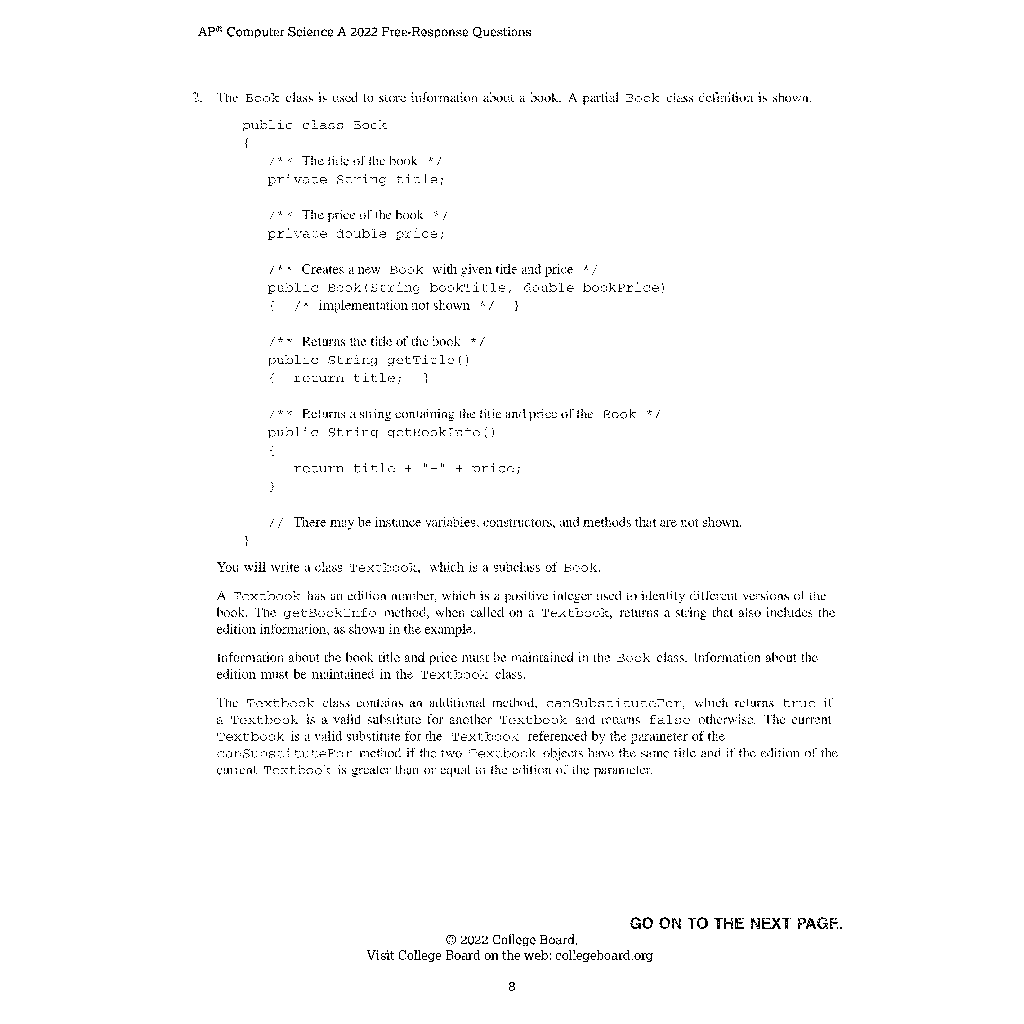 AP® Computer Science A 2022 Free-Response Questions
2. The Book class is used to store information about a book. A partial Book class definition is shown.
public class Book
{
/** The title of the book */
private String title;
/** The price of the book */
private double price;
/** Creates a new Book with given title and price */
public Book(String bookTitle, double bookPrice)
{ /* implementation not shown */ }
/** Returns the title of the book */
public String getTitle()
{ return title; }
/** Returns a string containing the title and price of the Book */
public String getBookInfo()
{
return title + "-" + price;
}
// There may be instance variables, constructors, and methods that are not shown.
}
You will write a class Textbook, which is a subclass of Book.
A Textbook has an edition number, which is a positive integer used to identify different versions of the
book. The getBookInfo method, when called on a Textbook, returns a string that also includes the
edition information, as shown in the example.
Information about the book title and price must be maintained in the Book class. Information about the
edition must be maintained in the Textbook class.
The Textbook class contains an additional method, canSubstituteFor, which returns true if
a Textbook is a valid substitute for another Textbook and returns false otherwise. The current
Textbook is a valid substitute for the Textbook referenced by the parameter of the
canSubstituteFor method if the two Textbook objects have the same title and if the edition of the
current Textbook is greater than or equal to the edition of the parameter.
GO ON TO THE NEXT PAGE.
© 2022 College Board.
Visit College Board on the web: collegeboard.org
8